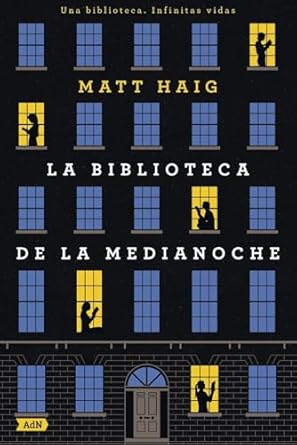 Una biblioteca. Infinitas vidas
MATT HAIG
LA BIBLIOTECA
DE LA MEDIANOCHE
AdN